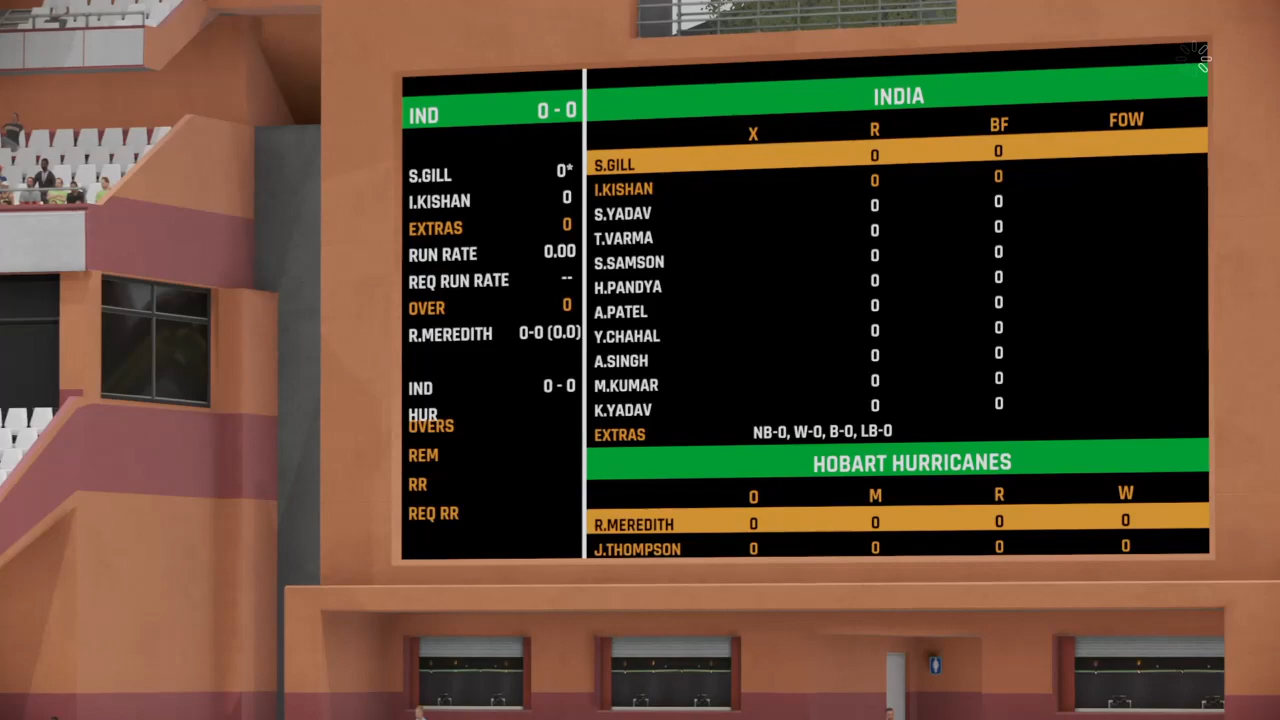 IND 0 - 0
S.GILL 0*
I.KISHAN 0
EXTRAS 0
RUN RATE 0.00
REQ RUN RATE --
OVER 0
R.MEREDITH 0-0 (0.0)
IND 0 - 0
HUR
OVERS
REM
RR
REQ RR
INDIA
X R BF FOW
S.GILL 0 0
I.KISHAN 0 0
S.YADAV 0 0
T.VARMA 0 0
S.SAMSON 0 0
H.PANDYA 0 0
A.PATEL 0 0
Y.CHAHAL 0 0
A.SINGH 0 0
M.KUMAR 0 0
K.YADAV 0 0
EXTRAS NB-0, W-0, B-0, LB-0
HOBART HURRICANES
O M R W
R.MEREDITH 0 0 0 0
J.THOMPSON 0 0 0 0